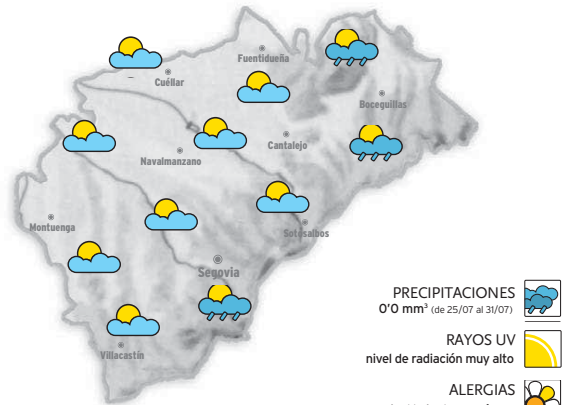 Fuentidueña
Cuéllar
Boceguillas
Cantalejo
Navalmanzano
Montuenga
Sotosalbos
Segovia
Villacastín
PRECIPITACIONES
0'0 mm³ (de 25/07 al 31/07)
RAYOS UV
nivel de radiación muy alto
ALERGIAS